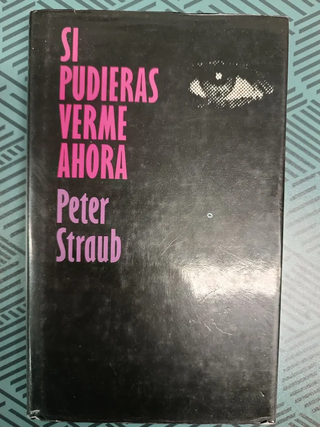 SI
PUDIERAS
VERME
AHORA
Peter
Straub